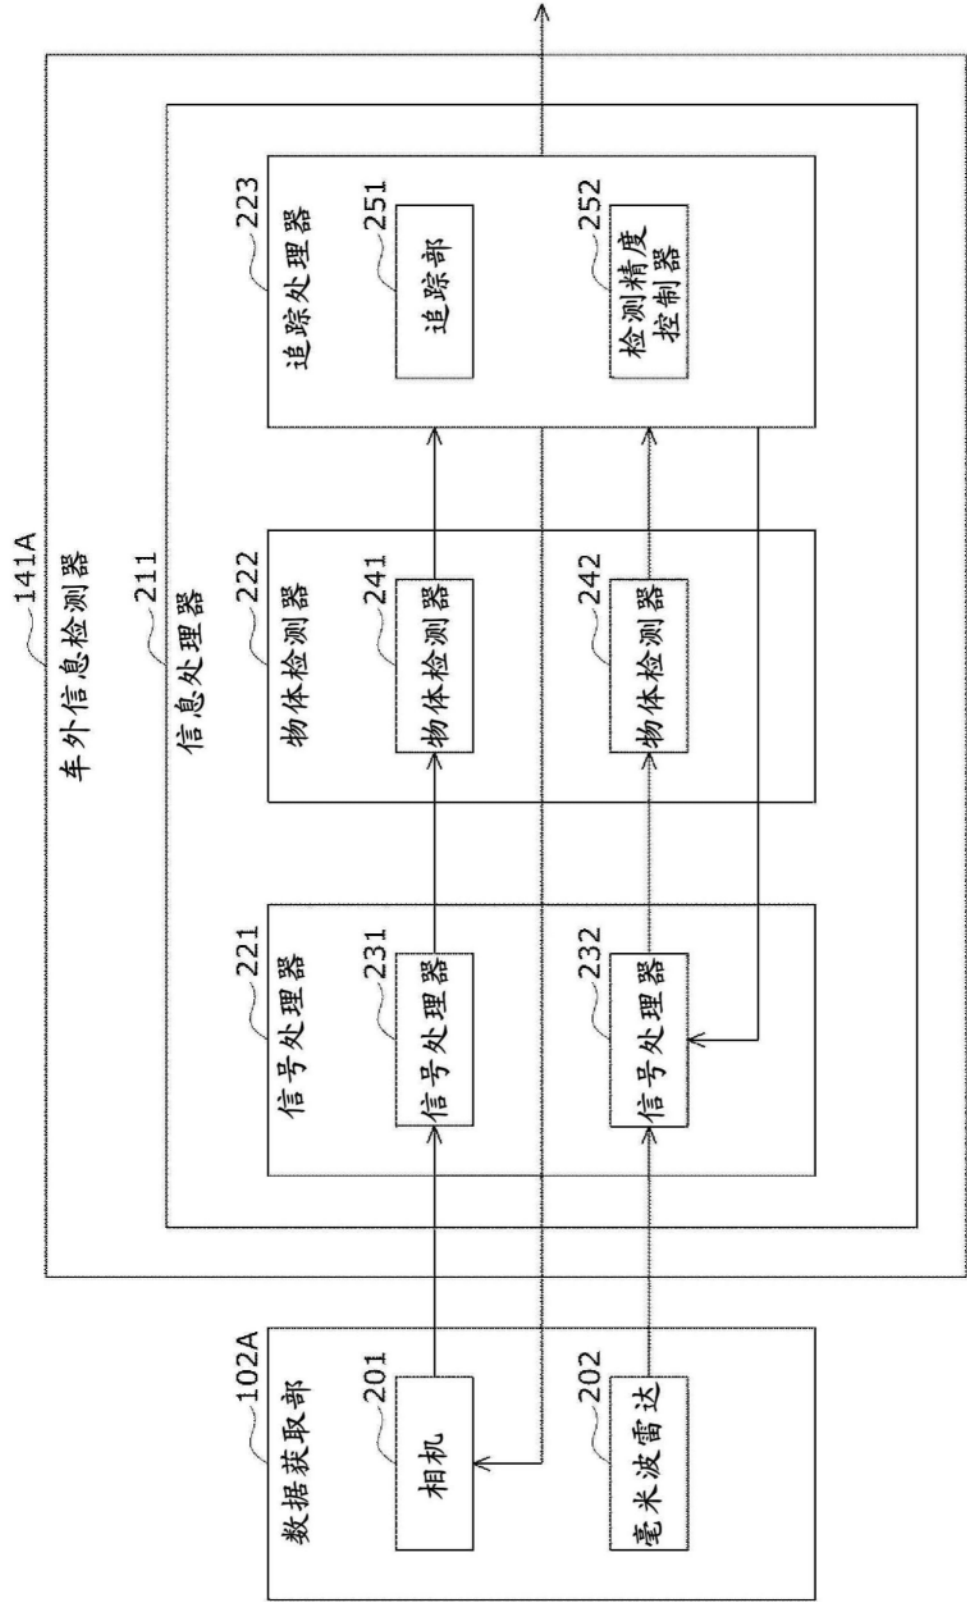 141A
车外信息检测器
211
信息处理器
102A
数据获取部
201
相机
202
毫米波雷达
221
信号处理器
231
信号处理器
232
信号处理器
222
物体检测器
241
物体检测器
242
物体检测器
223
追踪处理器
251
追踪部
252
检测精度
控制器